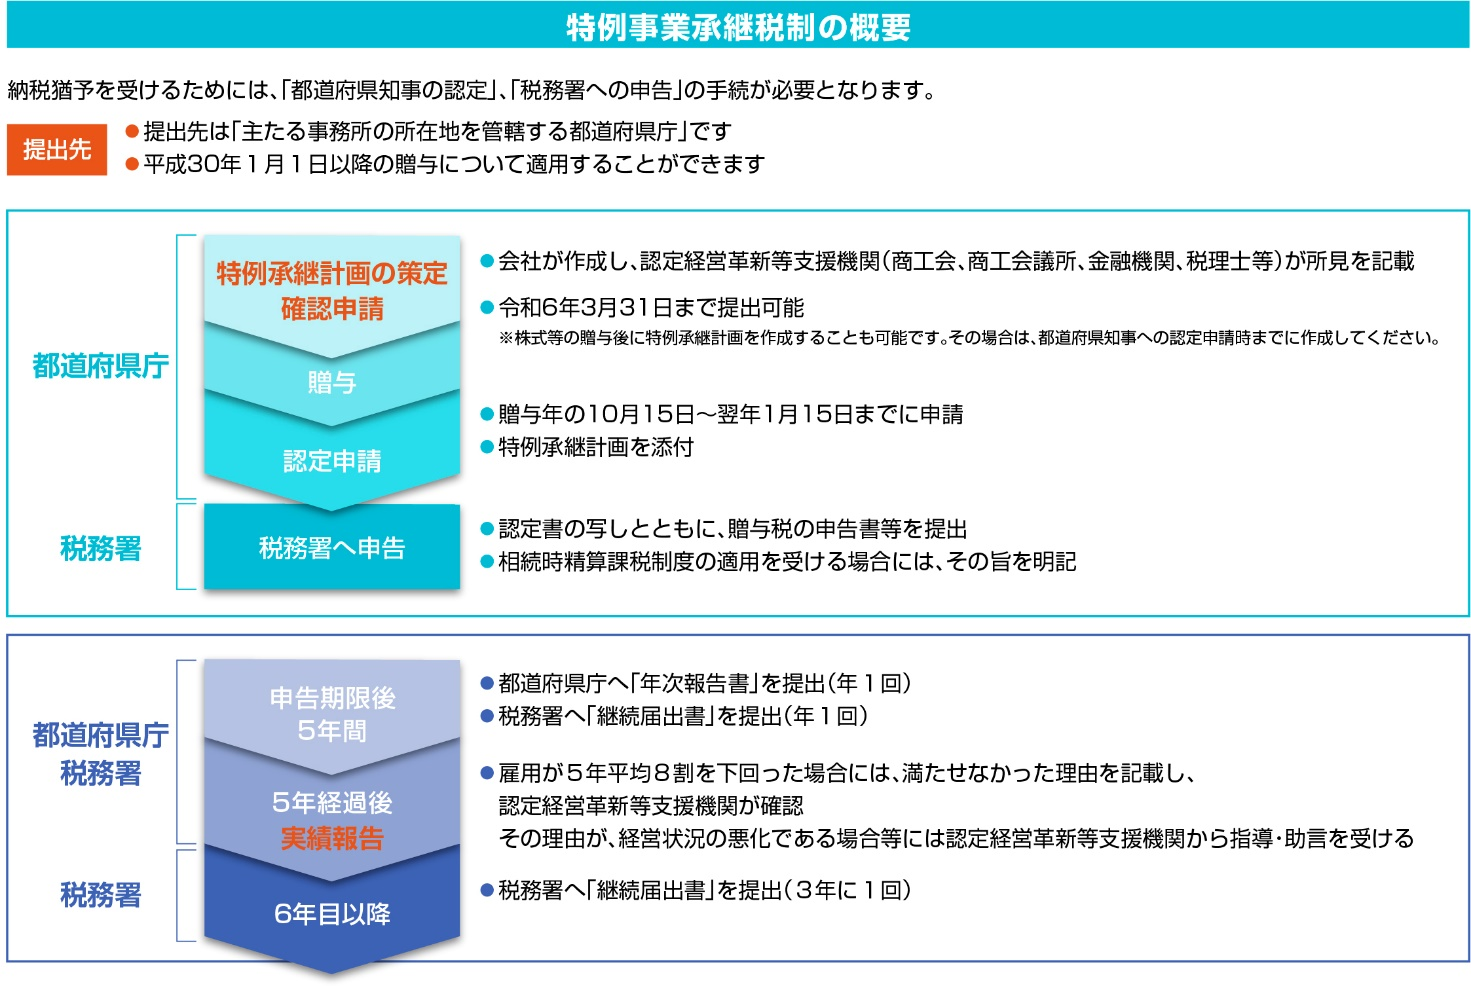 特例事業承継税制の概要
納税猶予を受けるためには、「都道府県知事の認定」、「税務署への申告」の手続が必要となります。
提出先
●提出先は「主たる事務所の所在地を管轄する都道府県庁」です
●平成30年1月1日以降の贈与について適用することができます
都道府県庁
特例承継計画の策定
確認申請
●会社が作成し、認定経営革新等支援機関(商工会、商工会議所、金融機関、税理士等)が所見を記載
●令和6年3月31日まで提出可能
※株式等の贈与後に特例承継計画を作成することも可能です。その場合は、都道府県知事への認定申請時までに作成してください。
贈与
認定申請
●贈与年の10月15日～翌年1月15日までに申請
●特例承継計画を添付
税務署
税務署へ申告
●認定書の写しとともに、贈与税の申告書等を提出
●相続時精算課税制度の適用を受ける場合には、その旨を明記
都道府県庁
税務署
申告期限後
5年間
●都道府県庁へ「年次報告書」を提出(年1回)
●税務署へ「継続届出書」を提出(年1回)
5年経過後
実績報告
●雇用が5年平均8割を下回った場合には、満たせなかった理由を記載し、
認定経営革新等支援機関が確認
その理由が、経営状況の悪化である場合等には認定経営革新等支援機関から指導・助言を受ける
税務署
6年目以降
●税務署へ「継続届出書」を提出(3年に1回)